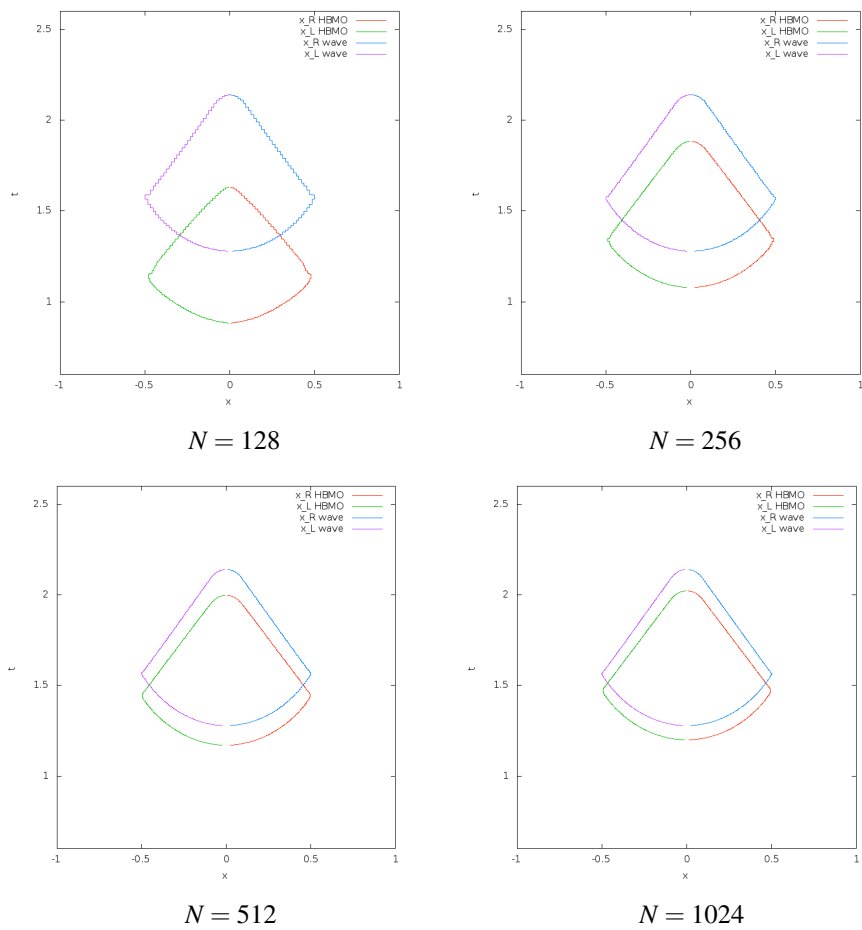 2.5
2
1.5
1
-1
-0.5
0
0.5
1
t
x
x_R HBMO
x_L HBMO
x_R wave
x_L wave
N = 128
2.5
2
1.5
1
-1
-0.5
0
0.5
1
t
x
x_R HBMO
x_L HBMO
x_R wave
x_L wave
N = 256
2.5
2
1.5
1
-1
-0.5
0
0.5
1
t
x
x_R HBMO
x_L HBMO
x_R wave
x_L wave
N = 512
2.5
2
1.5
1
-1
-0.5
0
0.5
1
t
x
x_R HBMO
x_L HBMO
x_R wave
x_L wave
N = 1024